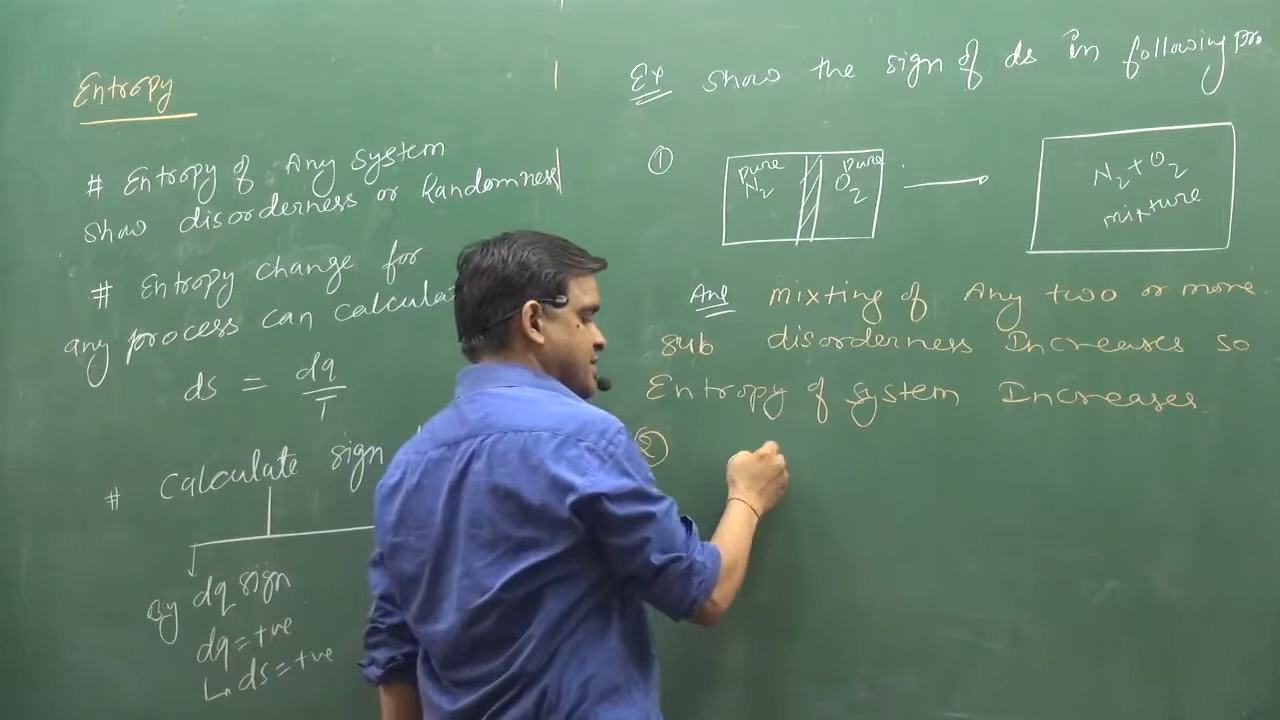 Entropy
# Entropy of Any system
show disorderness or Randomness
# Entropy change for
any process can calculat
ds = dq
T
# calculate sign
By dq sign
dq = +ve
↳ ds = +ve
Ex show the sign of ds in following pro
①
pure
N₂
pure
O₂
N₂ + O₂
mixture
Ans mixting of Any two or more
sub disorderness Increases so
Entropy of system Increases.
②